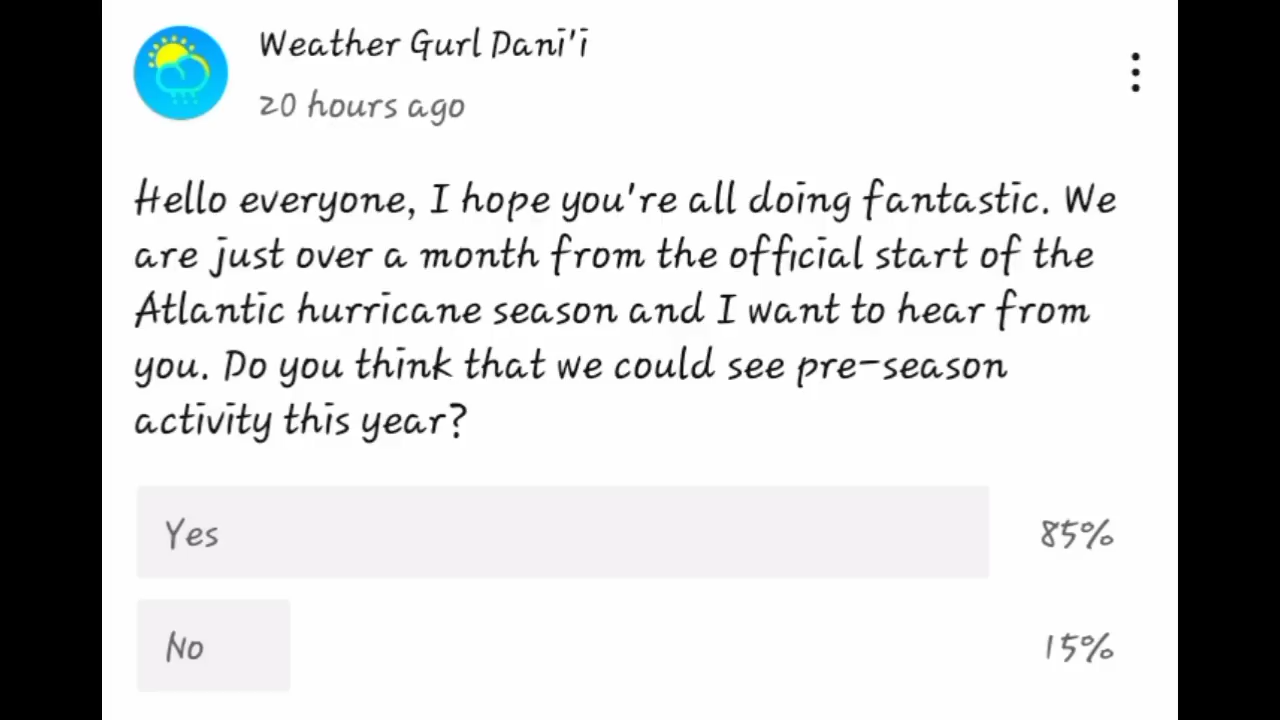 Weather Gurl Dani'i
20 hours ago
Hello everyone, I hope you're all doing fantastic. We
are just over a month from the official start of the
Atlantic hurricane season and I want to hear from
you. Do you think that we could see pre-season
activity this year?
Yes 85%
No 15%